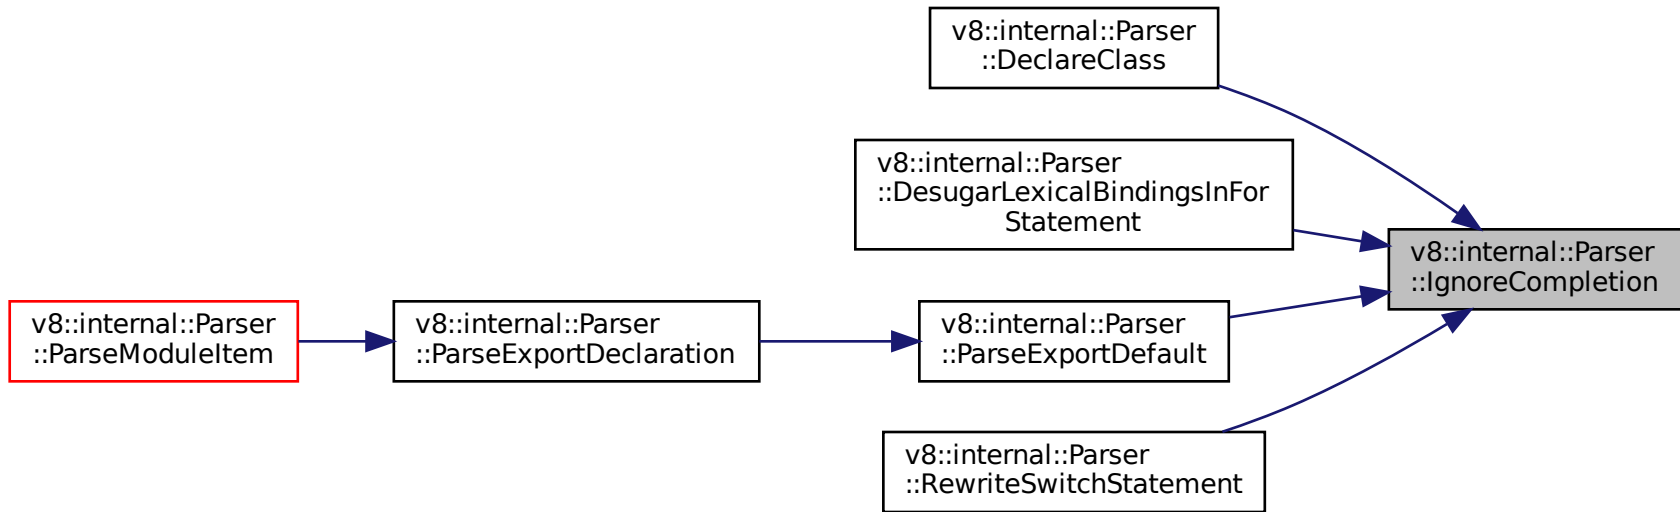 v8::internal::Parser
::DeclareClass
v8::internal::Parser
::DesugarLexicalBindingsInFor
Statement
v8::internal::Parser
::IgnoreCompletion
v8::internal::Parser
::ParseModuleItem
v8::internal::Parser
::ParseExportDeclaration
v8::internal::Parser
::ParseExportDefault
v8::internal::Parser
::RewriteSwitchStatement